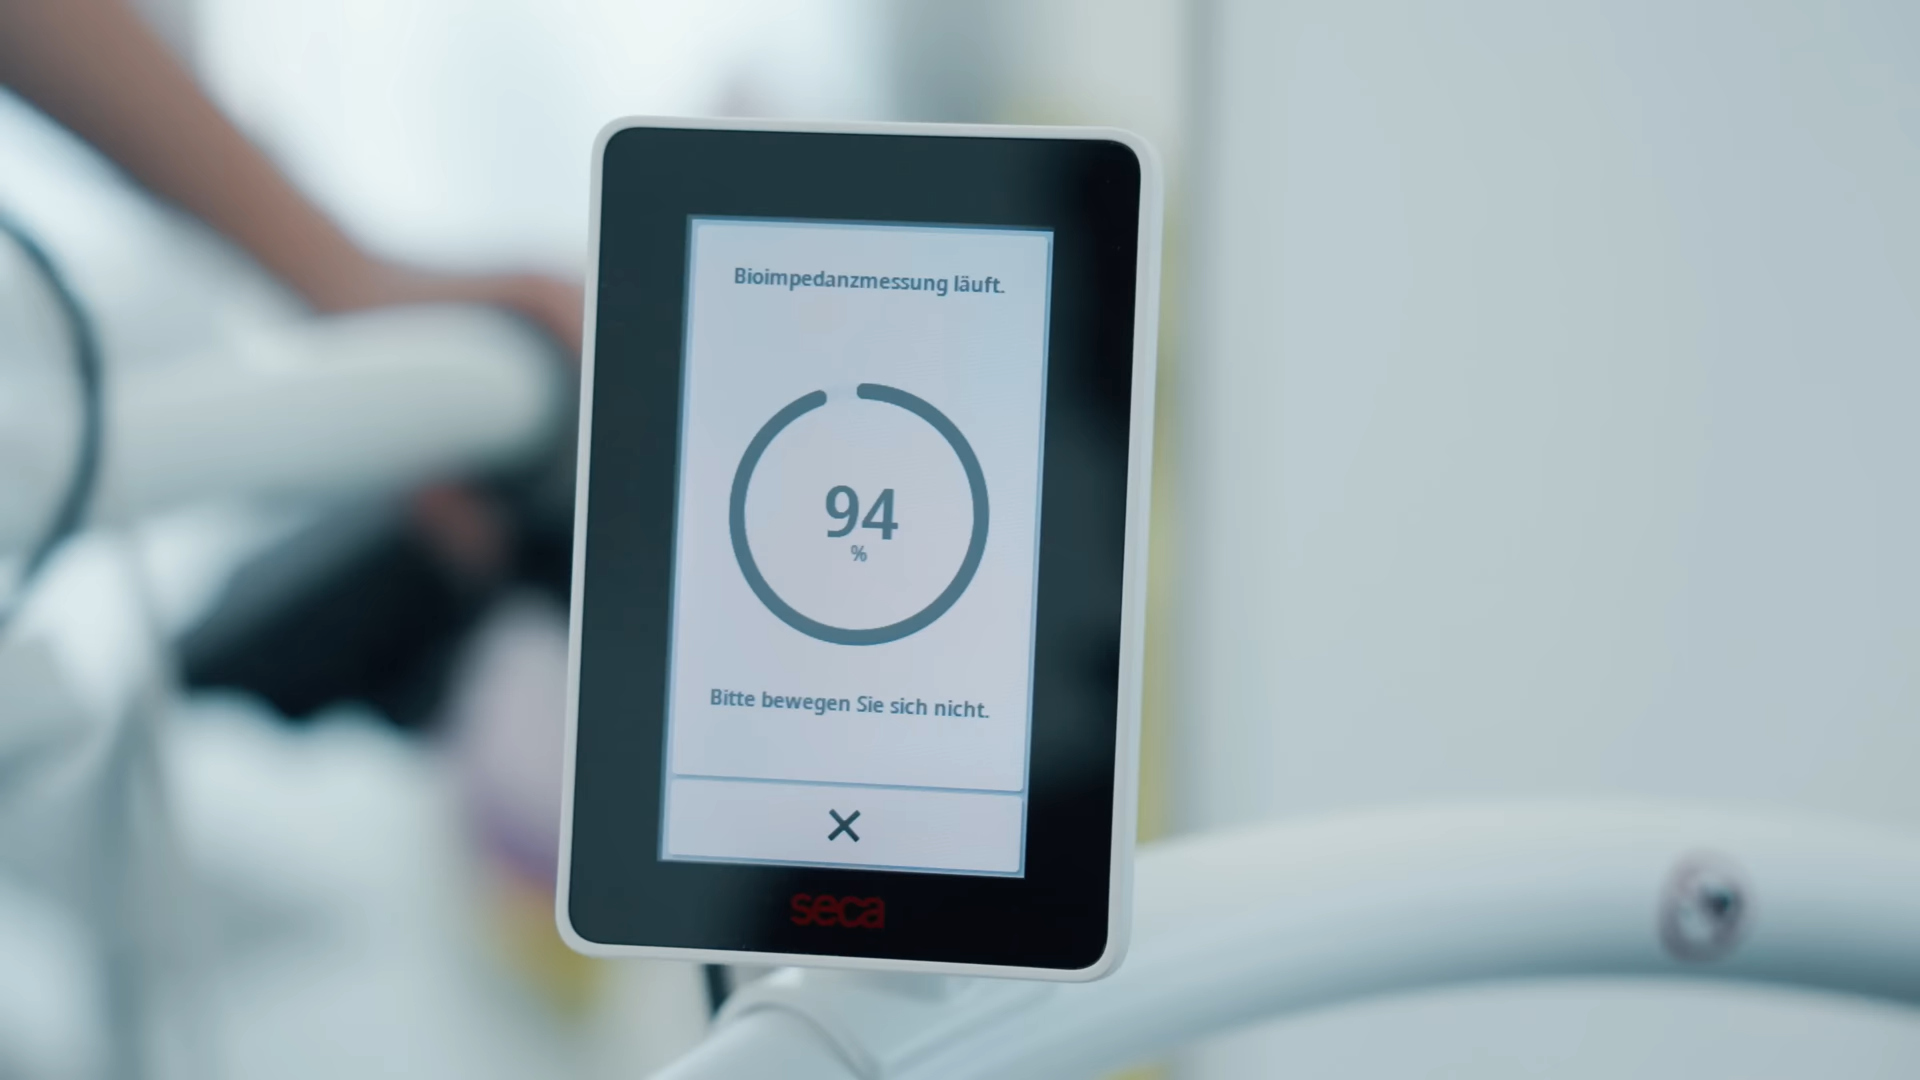 Bioimpedanzmessung läuft.
94
%
Bitte bewegen Sie sich nicht.
seca